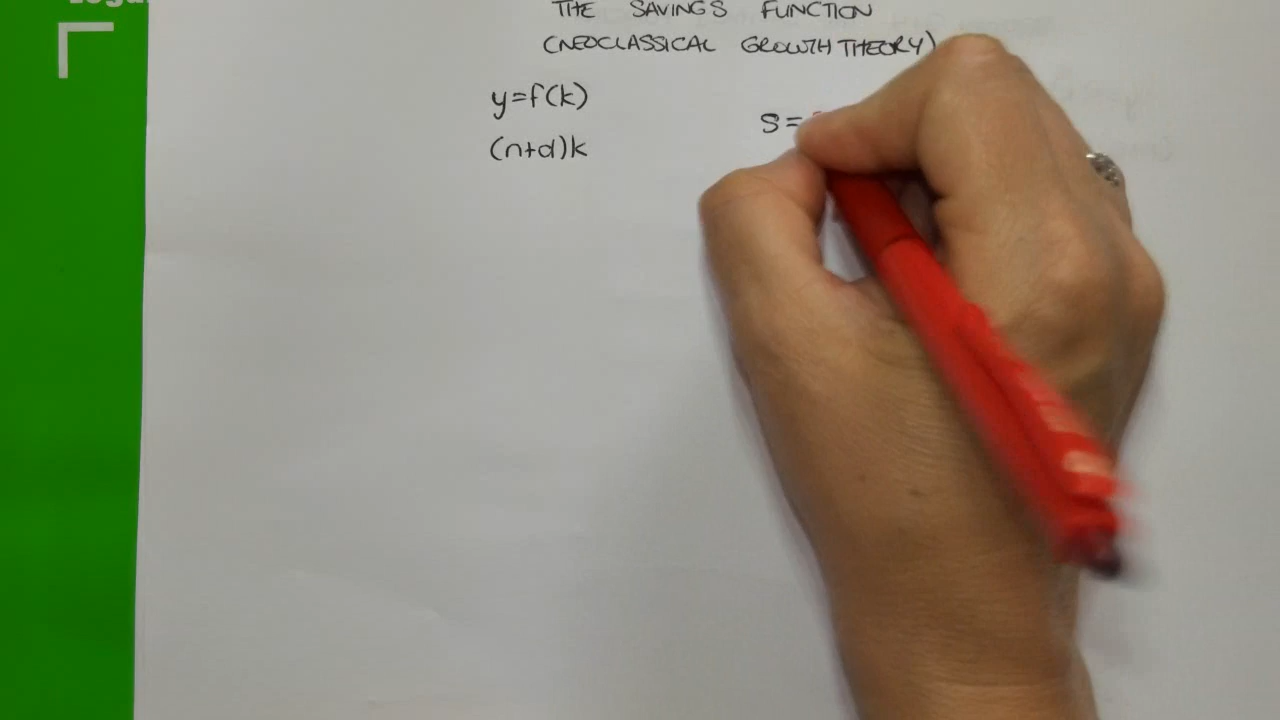 THE SAVINGS FUNCTION
(NEOCLASSICAL GROWTH THEORY)
y=f(k)
S=
(n+d)k